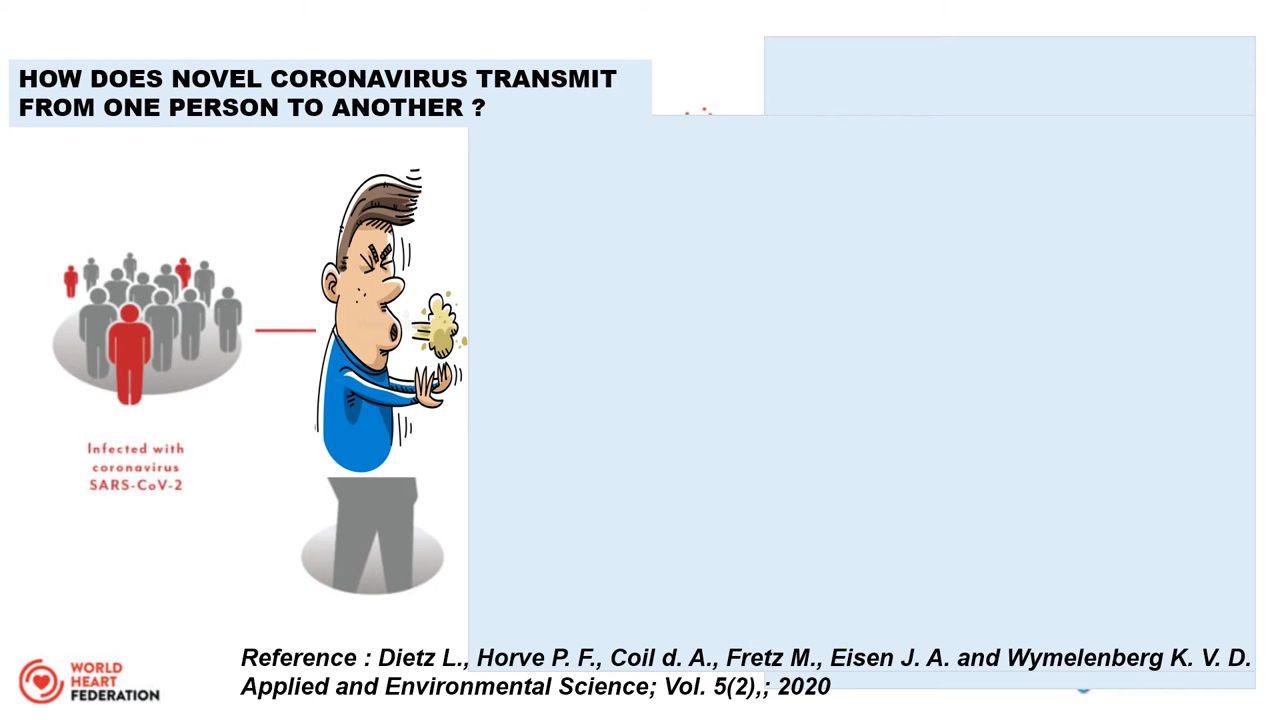 HOW DOES NOVEL CORONAVIRUS TRANSMIT
FROM ONE PERSON TO ANOTHER ?
Infected with
coronavirus
SARS-CoV-2
WORLD
HEART
FEDERATION
Reference : Dietz L., Horve P. F., Coil d. A., Fretz M., Eisen J. A. and Wymelenberg K. V. D.
Applied and Environmental Science; Vol. 5(2),; 2020